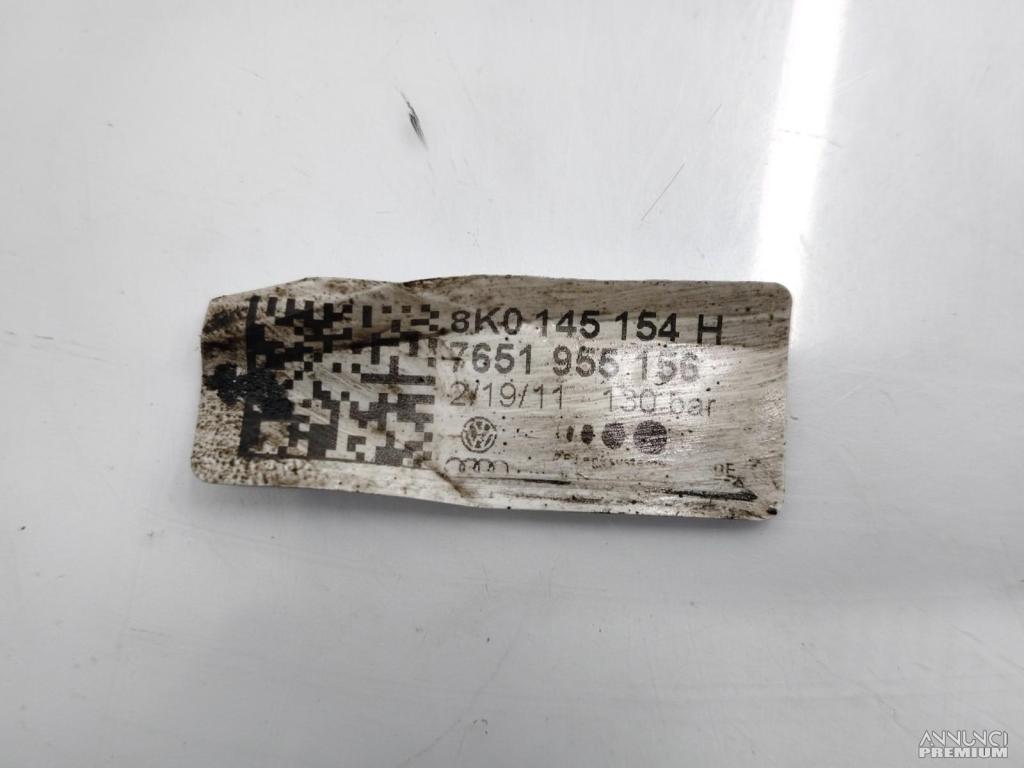 8K0 145 154 H
7651 955 156
2/19/11 130 bar
ANNUNCI
PREMIUM